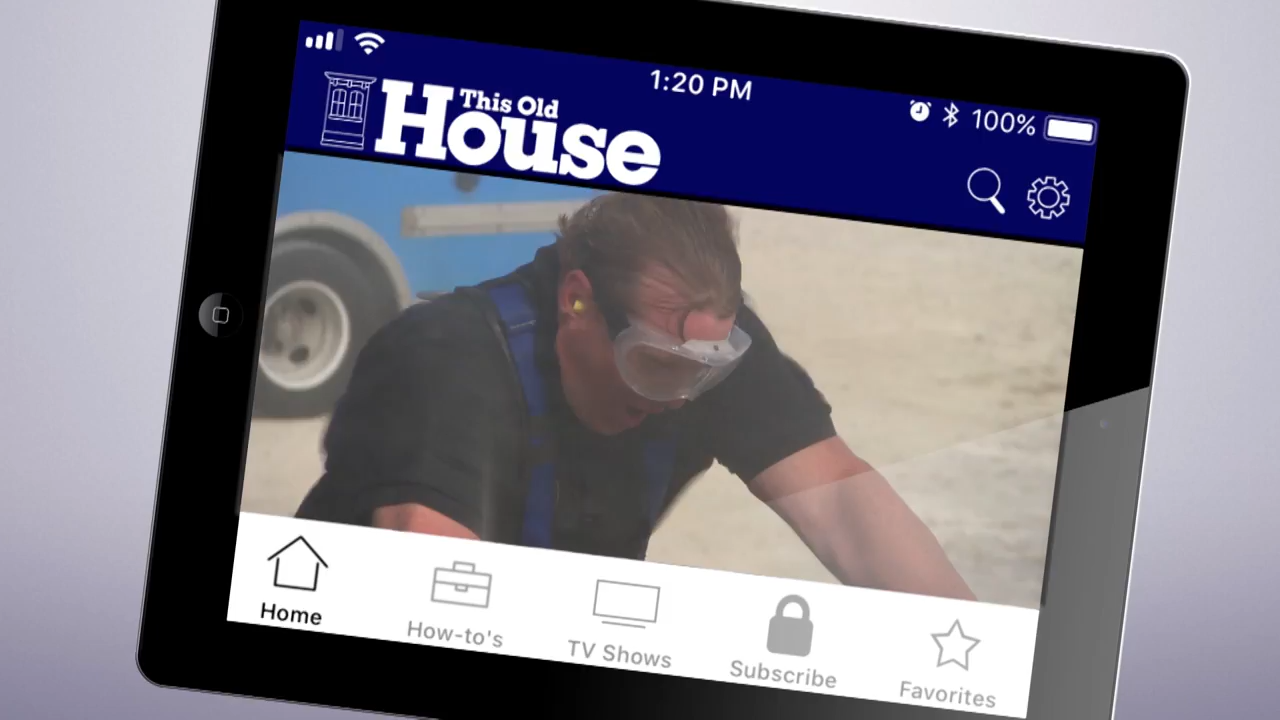 1:20 PM
100%
This Old
House
Home
How-to's
TV Shows
Subscribe
Favorites